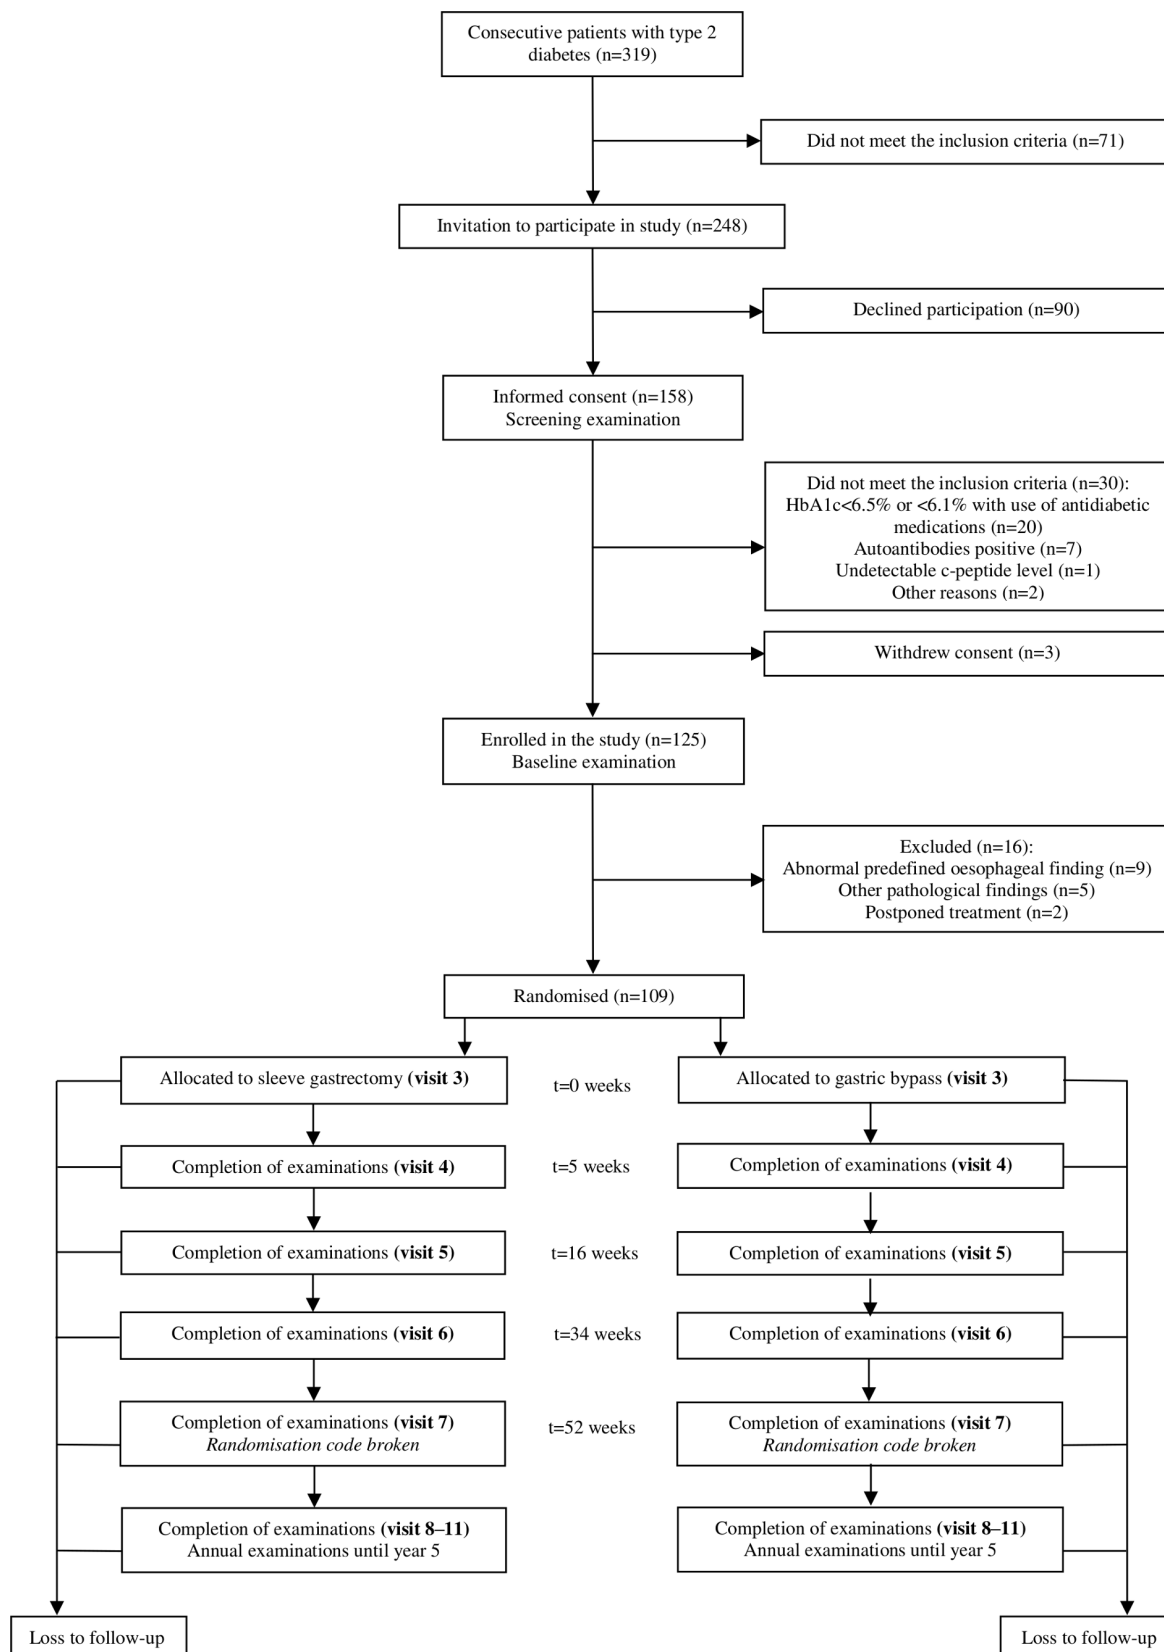 Consecutive patients with type 2
diabetes (n=319)
Did not meet the inclusion criteria (n=71)
Invitation to participate in study (n=248)
Declined participation (n=90)
Informed consent (n=158)
Screening examination
Did not meet the inclusion criteria (n=30):
HbA1c<6.5% or <6.1% with use of antidiabetic
medications (n=20)
Autoantibodies positive (n=7)
Undetectable c-peptide level (n=1)
Other reasons (n=2)
Withdrew consent (n=3)
Enrolled in the study (n=125)
Baseline examination
Excluded (n=16):
Abnormal predefined oesophageal finding (n=9)
Other pathological findings (n=5)
Postponed treatment (n=2)
Randomised (n=109)
Allocated to sleeve gastrectomy (visit 3)
t=0 weeks
Allocated to gastric bypass (visit 3)
Completion of examinations (visit 4)
t=5 weeks
Completion of examinations (visit 4)
Completion of examinations (visit 5)
t=16 weeks
Completion of examinations (visit 5)
Completion of examinations (visit 6)
t=34 weeks
Completion of examinations (visit 6)
Completion of examinations (visit 7)
Randomisation code broken
t=52 weeks
Completion of examinations (visit 7)
Randomisation code broken
Completion of examinations (visit 8–11)
Annual examinations until year 5
Completion of examinations (visit 8–11)
Annual examinations until year 5
Loss to follow-up
Loss to follow-up